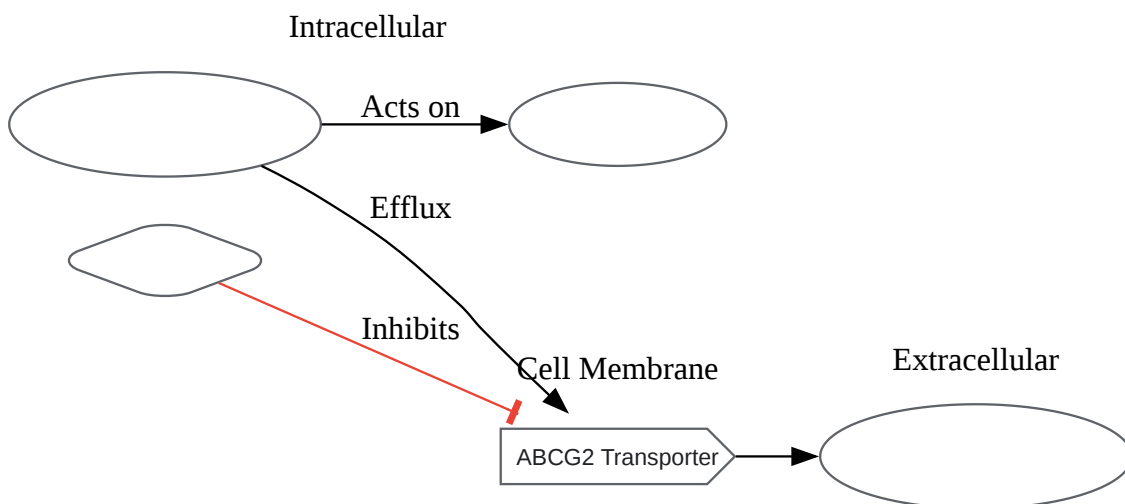 Intracellular
Acts on
Efflux
Inhibits
Cell Membrane
Extracellular
ABCG2 Transporter